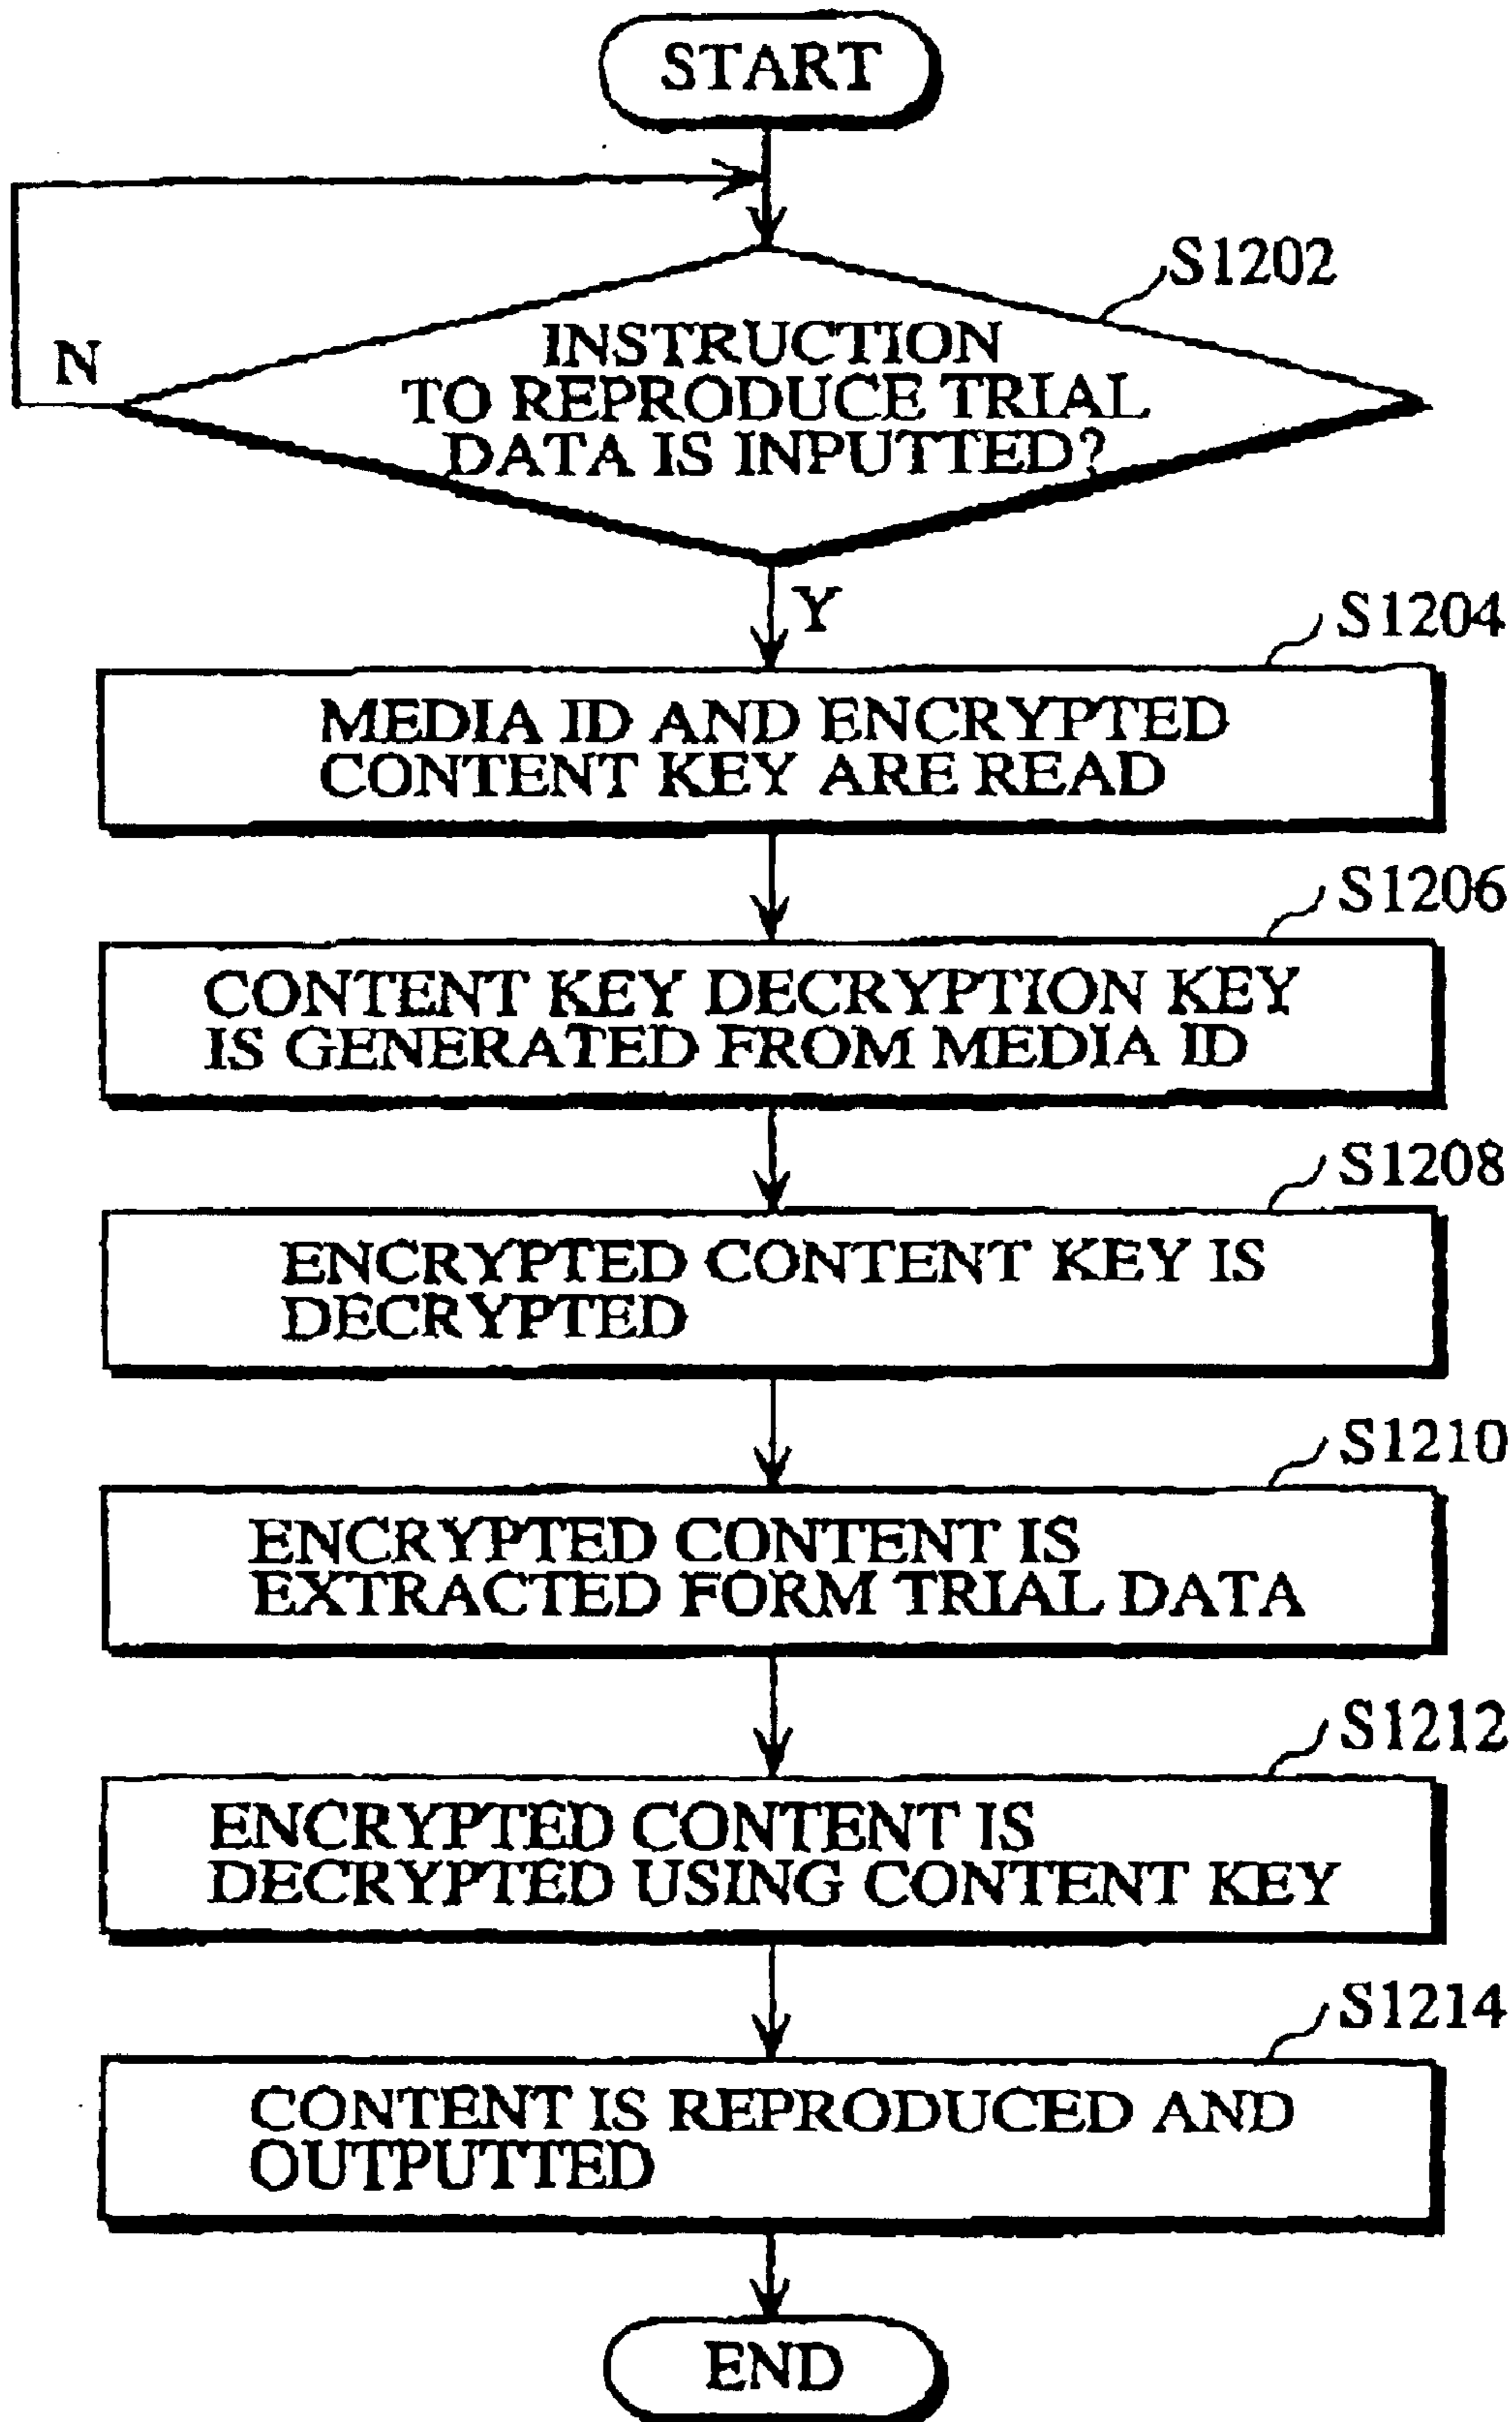 START
S1202
INSTRUCTION
TO REPRODUCE TRIAL
DATA IS INPUTTED?
N
Y
S1204
MEDIA ID AND ENCRYPTED
CONTENT KEY ARE READ
S1206
CONTENT KEY DECRYPTION KEY
IS GENERATED FROM MEDIA ID
S1208
ENCRYPTED CONTENT KEY IS
DECRYPTED
S1210
ENCRYPTED CONTENT IS
EXTRACTED FORM TRIAL DATA
S1212
ENCRYPTED CONTENT IS
DECRYPTED USING CONTENT KEY
S1214
CONTENT IS REPRODUCED AND
OUTPUTTED
END